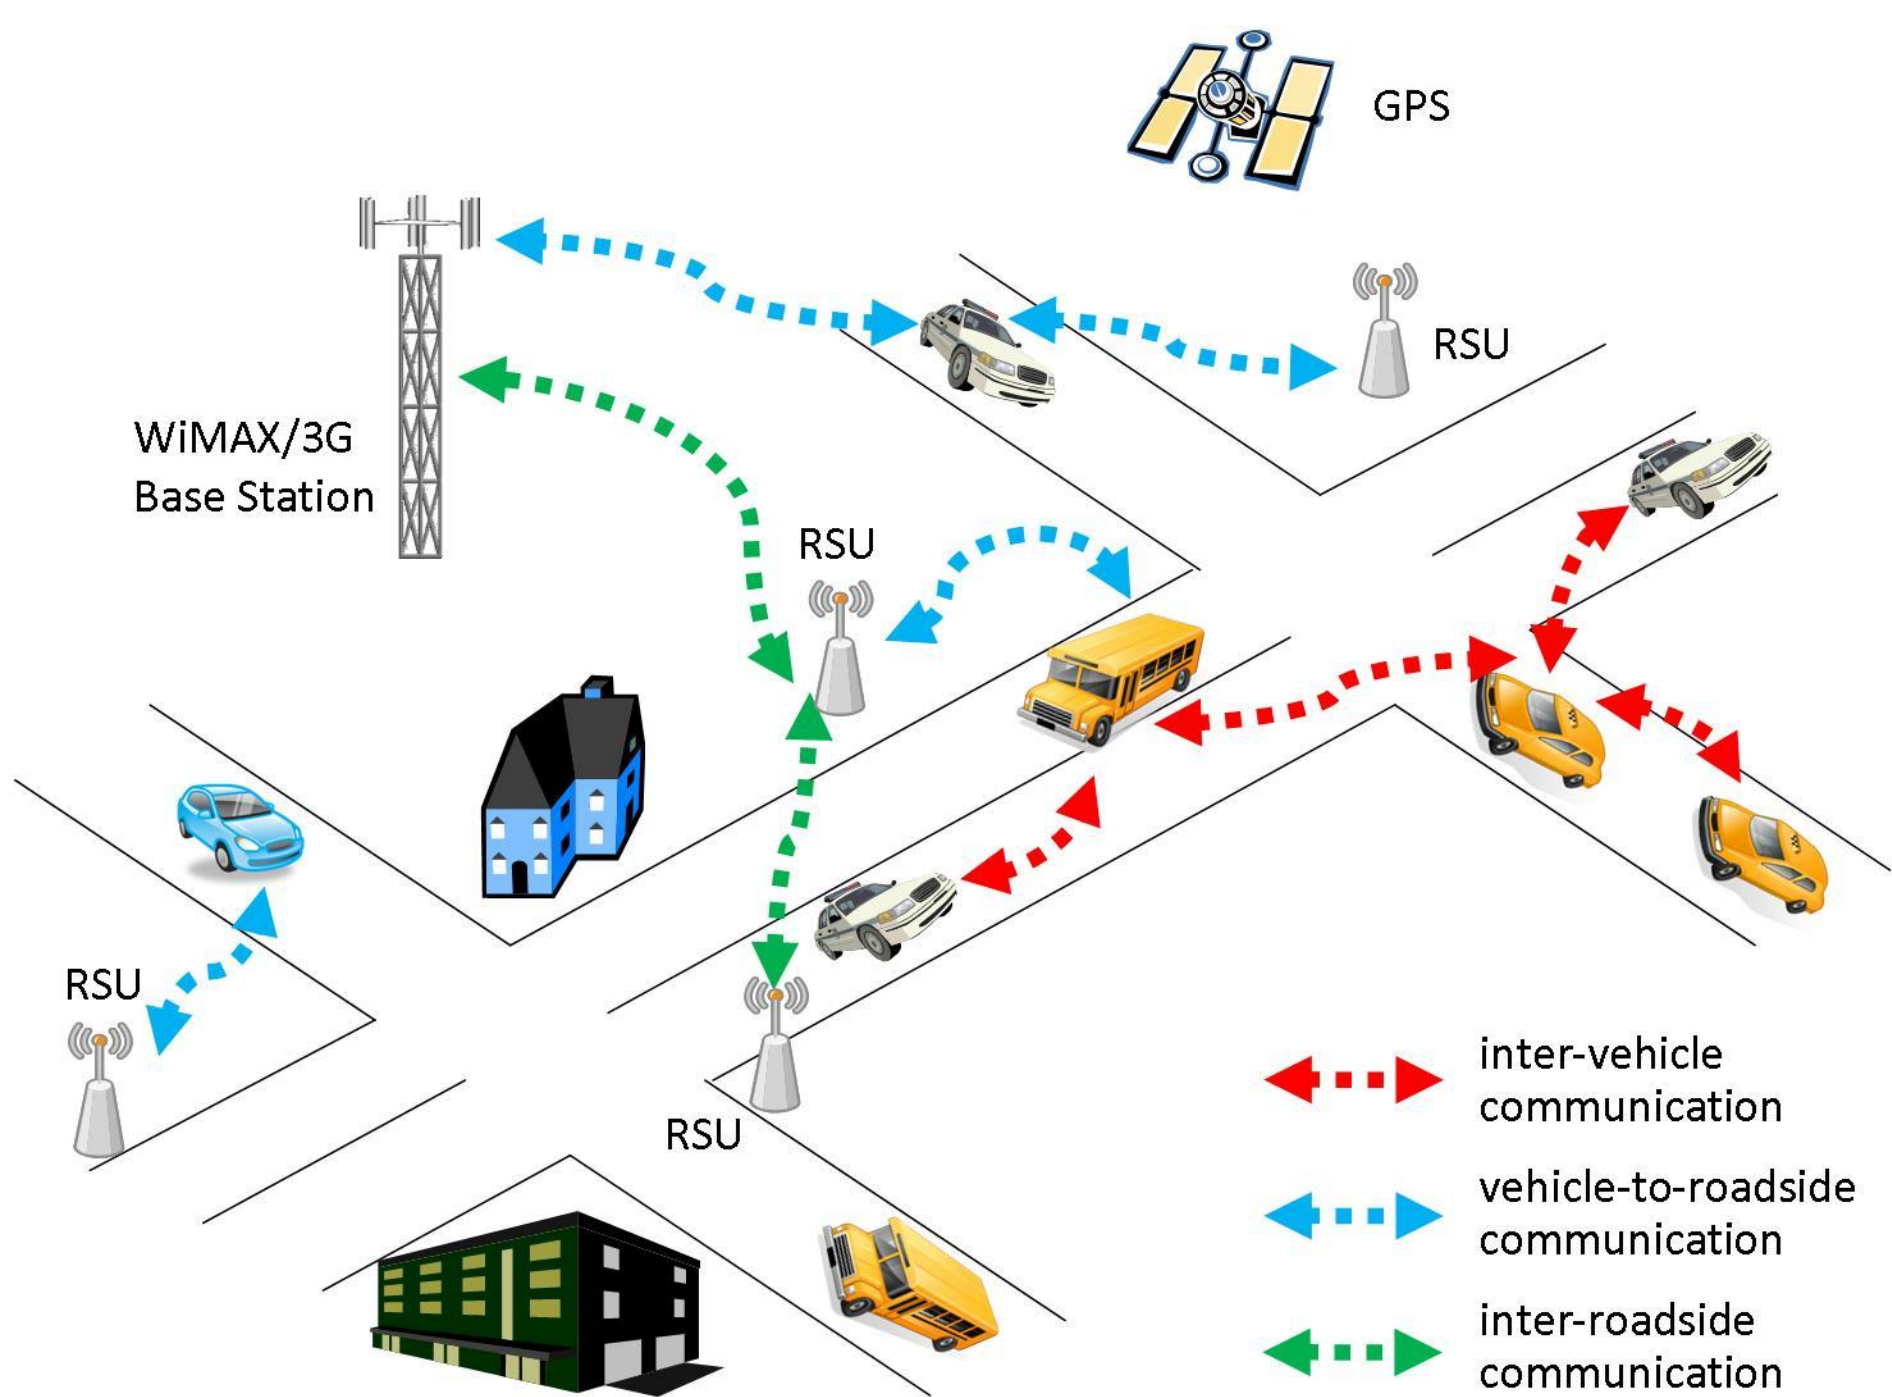 GPS
RSU
WiMAX/3G
Base Station
RSU
RSU
RSU
inter-vehicle
communication
vehicle-to-roadside
communication
inter-roadside
communication